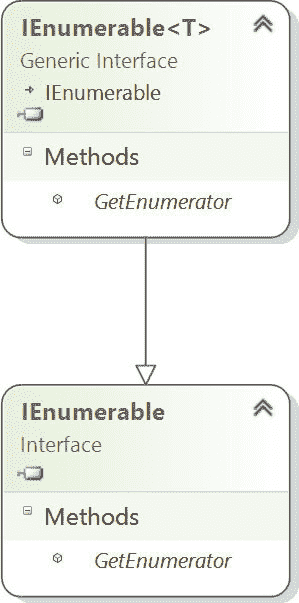 IEnumerable<T>
Generic Interface
IEnumerable
Methods
GetEnumerator
IEnumerable
Interface
Methods
GetEnumerator